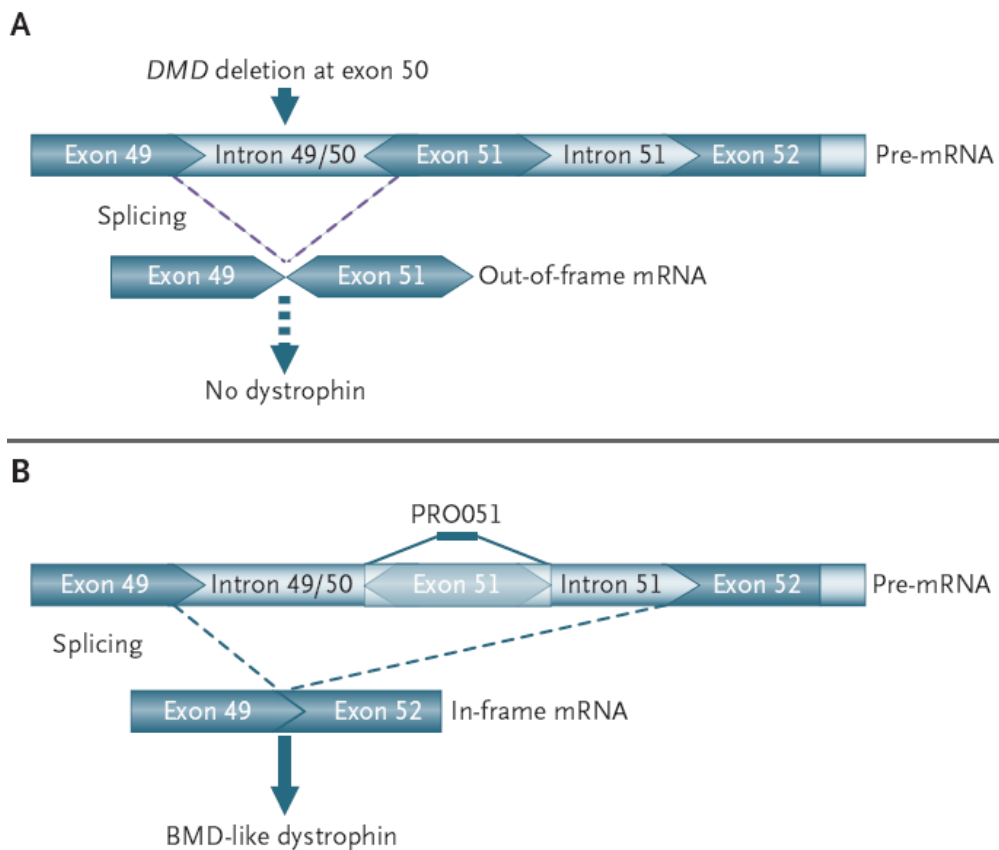 A
DMD deletion at exon 50
Exon 49 Intron 49/50 Exon 51 Intron 51 Exon 52 Pre-mRNA
Splicing
Exon 49 Exon 51 Out-of-frame mRNA
No dystrophin
B
PRO051
Exon 49 Intron 49/50 Exon 51 Intron 51 Exon 52 Pre-mRNA
Splicing
Exon 49 Exon 52 In-frame mRNA
BMD-like dystrophin